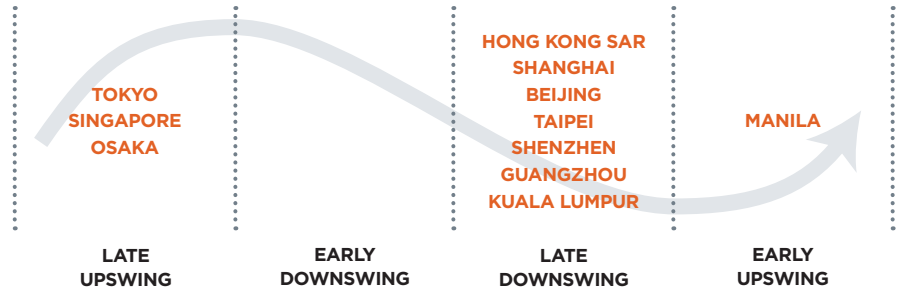 TOKYO
SINGAPORE
OSAKA
HONG KONG SAR
SHANGHAI
BEIJING
TAIPEI
SHENZHEN
GUANGZHOU
KUALA LUMPUR
MANILA
LATE
UPSWING
EARLY
DOWNSWING
LATE
DOWNSWING
EARLY
UPSWING